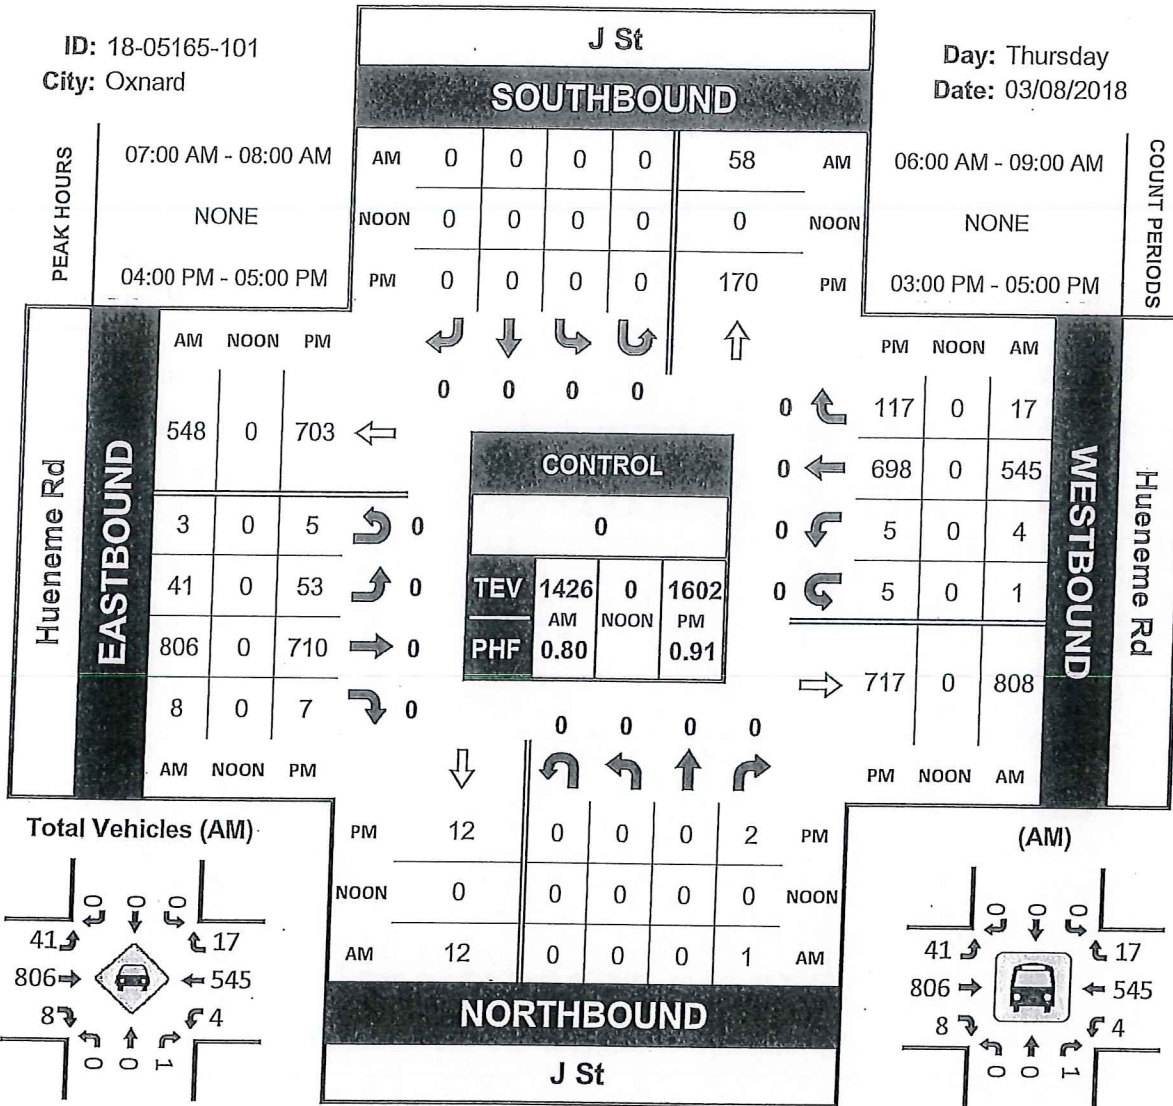 ID: 18-05165-101
City: Oxnard
J St
SOUTHBOUND
Day: Thursday
Date: 03/08/2018
PEAK HOURS
07:00 AM - 08:00 AM
NONE
04:00 PM - 05:00 PM
AM 0 0 0 0 58 AM
NOON 0 0 0 0 0 NOON
PM 0 0 0 0 170 PM
0 0 0 0
06:00 AM - 09:00 AM
NONE
03:00 PM - 05:00 PM
COUNT PERIODS
Hueneme Rd
EASTBOUND
AM NOON PM
548 0 703
3 0 5 0
41 0 53 0
806 0 710 0
8 0 7 0
AM NOON PM
CONTROL
0
TEV 1426 0 1602
AM NOON PM
PHF 0.80 0.91
PM NOON AM
0 117 0 17
0 698 0 545
0 5 0 4
0 5 0 1
717 0 808
PM NOON AM
WESTBOUND
Hueneme Rd
0 0 0 0
PM 12 0 0 0 2 PM
NOON 0 0 0 0 0 NOON
AM 12 0 0 0 1 AM
NORTHBOUND
J St
Total Vehicles (AM)
0 0 0
41 17
806 545
8 4
0 0 1
(AM)
0 0 0
41 17
806 545
8 4
0 0 1